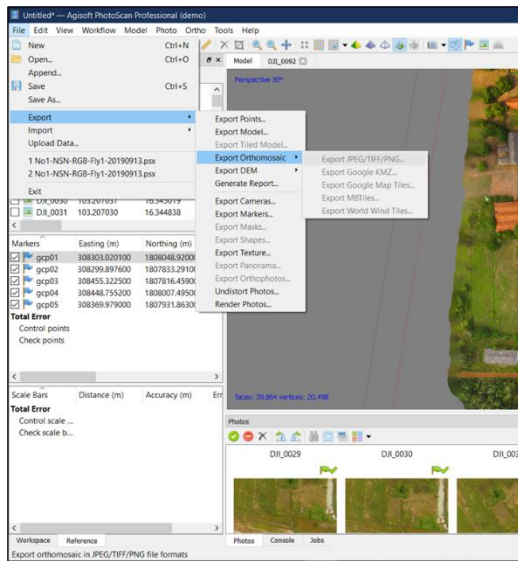 Untitled* — Agisoft PhotoScan Professional (demo)
File Edit View Workflow Model Photo Ortho Tools Help
New Ctrl+N
Open... Ctrl+O
Append...
Save Ctrl+S
Save As...
Export
Import
Upload Data...
1 No1-NSN-RGB-Fly1-20190913.psx
2 No1-NSN-RGB-Fly1-20190913.psx
Exit
Export Points...
Export Model...
Export Tiled Model...
Export Orthomosaic
Export DEM
Generate Report...
Export Cameras...
Export Markers...
Export Masks...
Export Shapes...
Export Texture...
Export Panorama...
Export Orthophotos...
Undistort Photos...
Render Photos...
Export JPEG/TIFF/PNG...
Export Google KMZ...
Export Google Map Tiles...
Export MBTiles...
Export World Wind Tiles...
Model DJI_0092
Perspective 30°
DJI_0030 103.207037 16.345019
DJI_0031 103.207030 16.344838
Markers Easting (m) Northing (m)
gcp01 308303.020100 1808048.92000
gcp02 308299.897600 1807833.29100
gcp03 308455.322500 1807816.45900
gcp04 308448.755200 1808007.49500
gcp05 308369.979000 1807931.86300
Total Error
Control points
Check points
Scale Bars Distance (m) Accuracy (m) Err
Total Error
Control scale ...
Check scale b...
faces: 39,864 vertices: 20,498
Photos
DJI_0029 DJI_0030 DJI_003
Workspace Reference
Photos Console Jobs
Export orthomosaic in JPEG/TIFF/PNG file formats